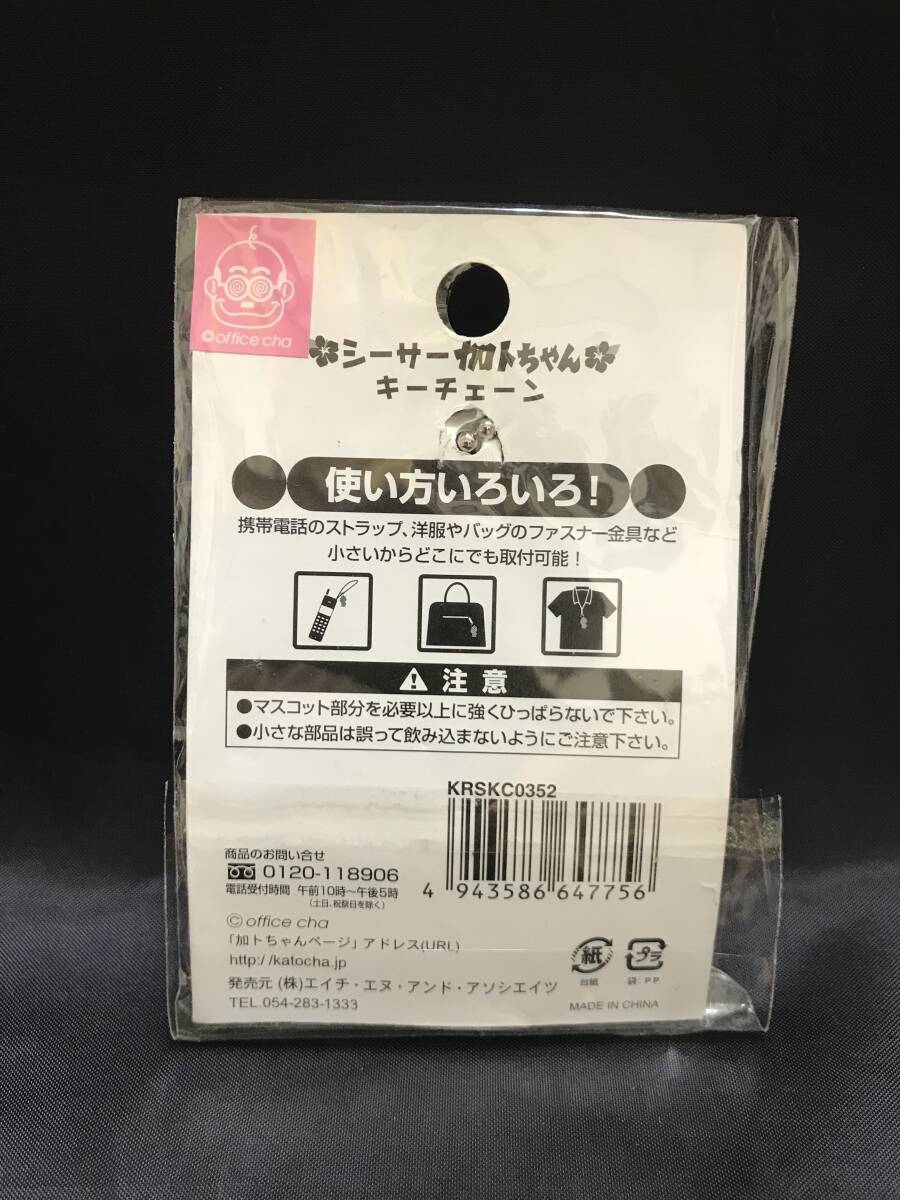 ©office cha
シーサー加トちゃん
キーチェーン
使い方いろいろ!
携帯電話のストラップ、洋服やバッグのファスナー金具など
小さいからどこにでも取付可能!
注意
●マスコット部分を必要以上に強くひっぱらないで下さい。
●小さな部品は誤って飲み込まないようにご注意下さい。
KRSKC0352
4 943586 647756
商品のお問い合せ
0120-118906
電話受付時間 午前10時〜午後5時
(土日、祝祭日を除く)
©office cha
「加トちゃんページ」アドレス(URL)
http://katocha.jp
発売元 (株)エイチ・エヌ・アンド・アソシエイツ
TEL.054-283-1333
紙
台紙
プラ
袋:PP
MADE IN CHINA